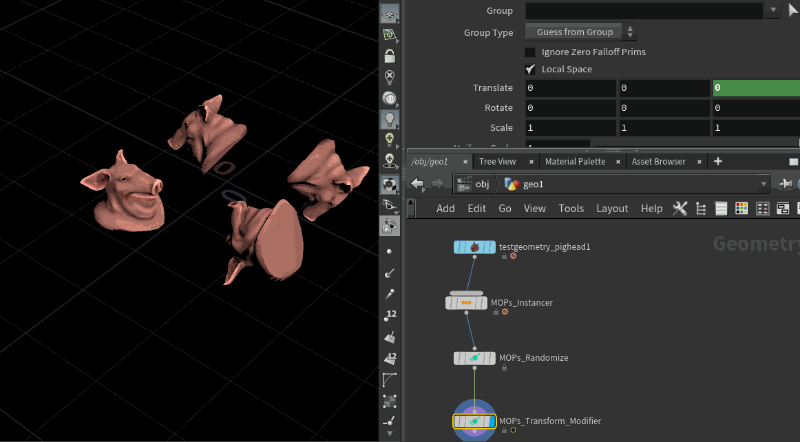 Group
Group Type Guess from Group
Ignore Zero Falloff Prims
Local Space
Translate 0 0 0
Rotate 0 0 0
Scale 1 1 1
/obj/geo1 × Tree View × Material Palette × Asset Browser × +
obj geo1
Add Edit Go View Tools Layout Help
Geometry
testgeometry_pighead1
MOPs_Instancer
12
MOPs_Randomize
12
MOPs_Transform_Modifier